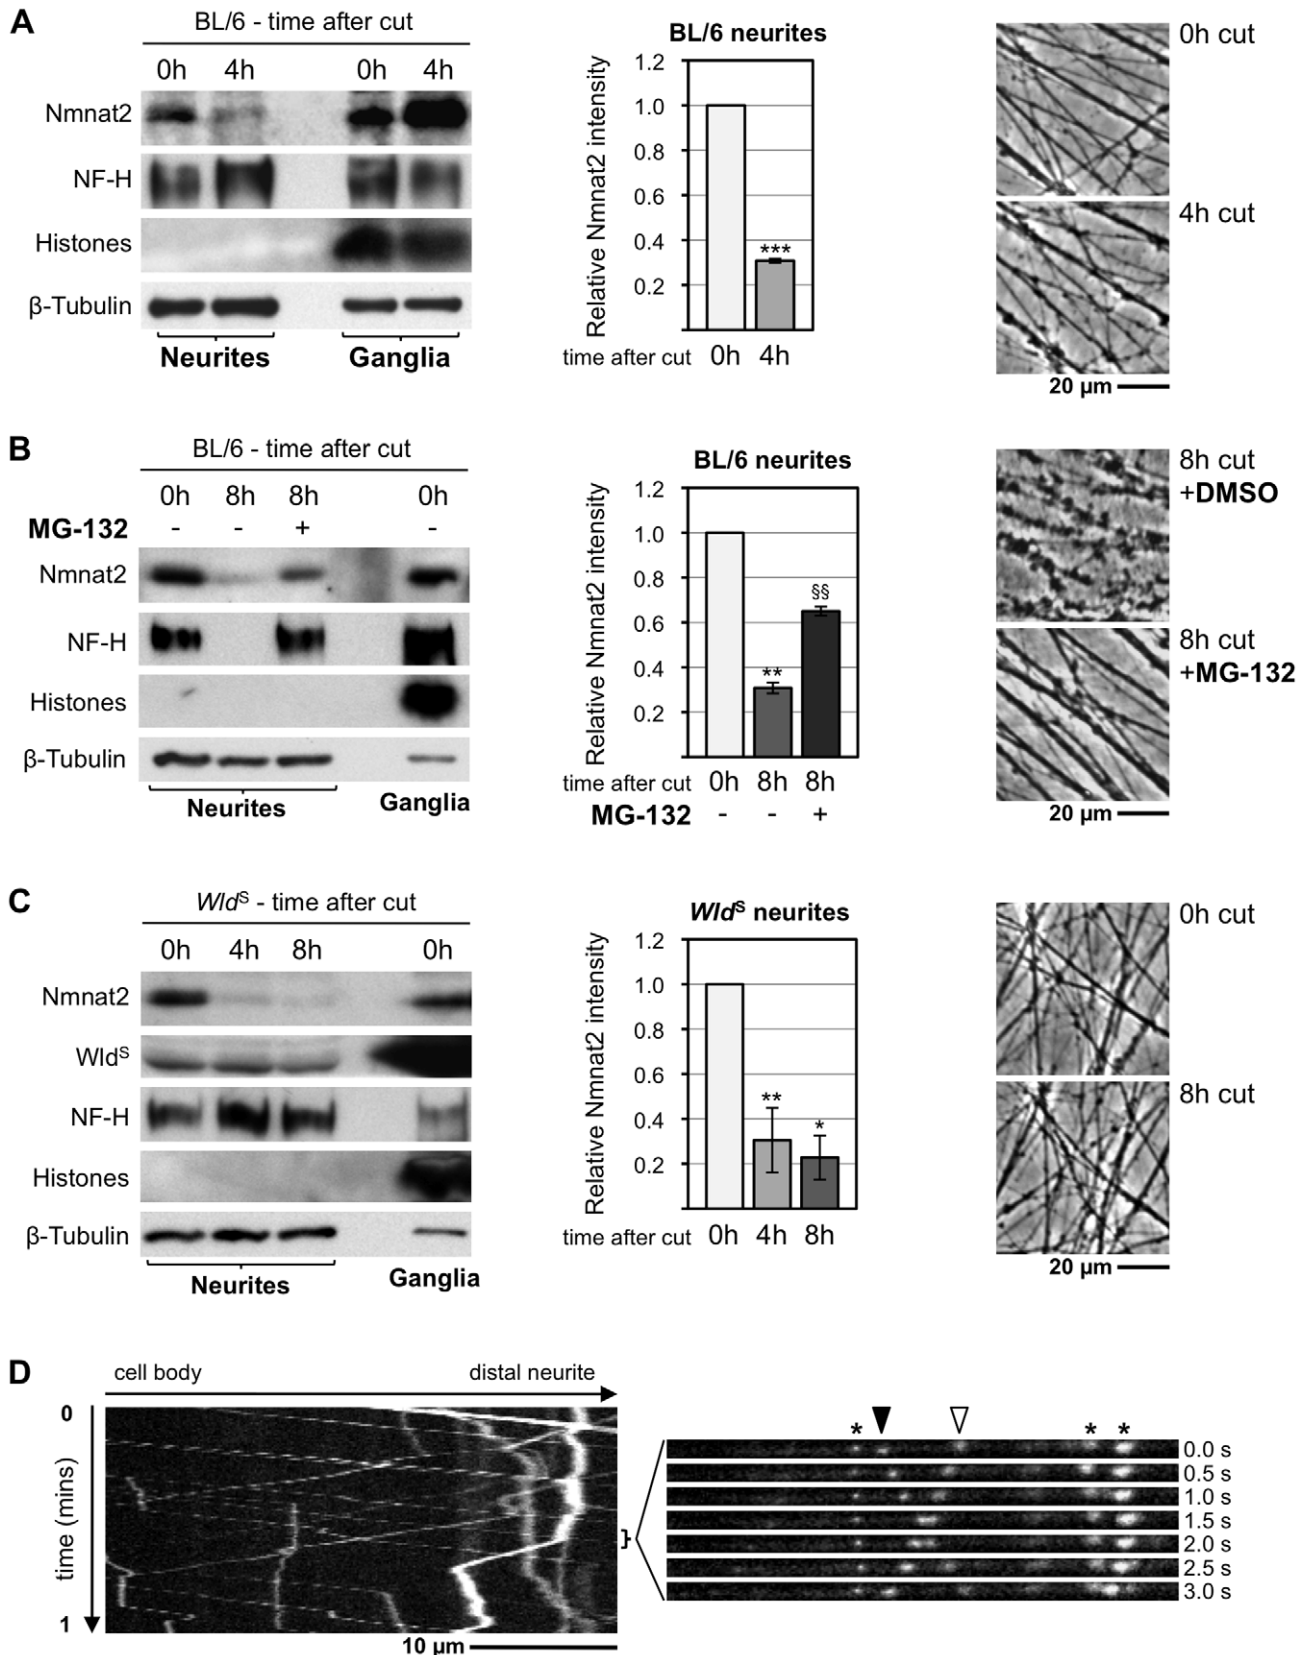 A
BL/6 - time after cut
0h 4h 0h 4h
Nmnat2
NF-H
Histones
β-Tubulin
Neurites Ganglia
BL/6 neurites
Relative Nmnat2 intensity
1.2
1.0
0.8
0.6
0.4
0.2
***
time after cut 0h 4h
0h cut
4h cut
20 µm
B
BL/6 - time after cut
0h 8h 8h 0h
MG-132 - - + -
Nmnat2
NF-H
Histones
β-Tubulin
Neurites Ganglia
BL/6 neurites
Relative Nmnat2 intensity
1.2
1.0
0.8
0.6
0.4
0.2
** §§
time after cut 0h 8h 8h
MG-132 - - +
8h cut
+DMSO
8h cut
+MG-132
20 µm
C
Wldˢ - time after cut
0h 4h 8h 0h
Nmnat2
Wldˢ
NF-H
Histones
β-Tubulin
Neurites Ganglia
Wldˢ neurites
Relative Nmnat2 intensity
1.2
1.0
0.8
0.6
0.4
0.2
** *
time after cut 0h 4h 8h
0h cut
8h cut
20 µm
D
cell body distal neurite
0
time (mins)
1
10 µm
}
* * *
0.0 s
0.5 s
1.0 s
1.5 s
2.0 s
2.5 s
3.0 s